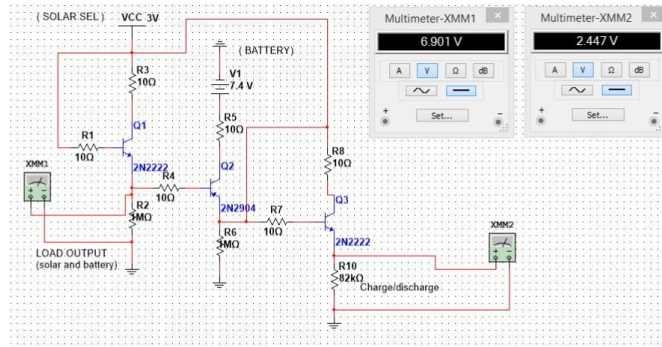 ( SOLAR SEL )
VCC 3V
R3
10Ω
( BATTERY)
V1
7.4 V
R5
10Ω
Q1
R1
10Ω
2N2222
XMM1
R4
10Ω
Q2
2N2904
R2
1MΩ
R6
1MΩ
R7
10Ω
R8
10Ω
Q3
2N2222
XMM2
R10
82kΩ
Charge/discharge
LOAD OUTPUT
(solar and battery)
Multimeter-XMM1
6.901 V
A V Ω dB
Set...
+ -
Multimeter-XMM2
2.447 V
A V Ω dB
Set...
+ -